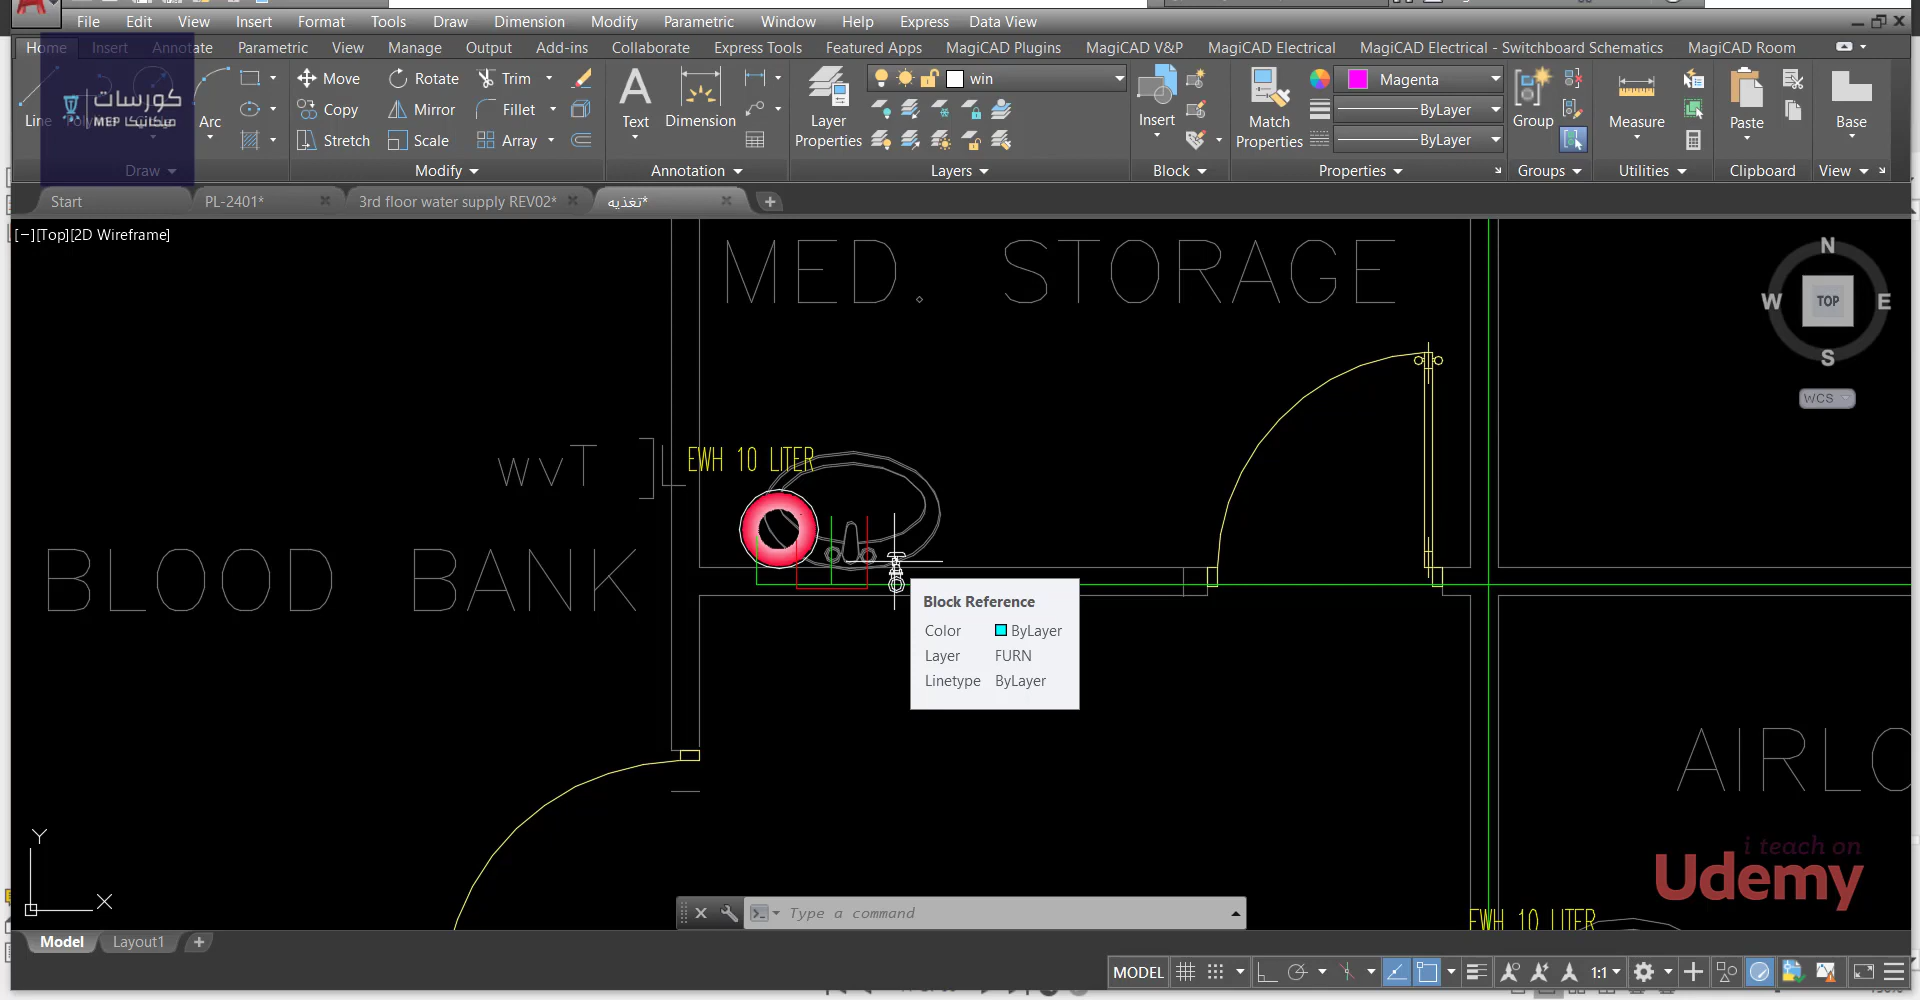 File Edit View Insert Format Tools Draw Dimension Modify Parametric Window Help Express Data View
Home Insert Annotate Parametric View Manage Output Add-ins Collaborate Express Tools Featured Apps MagiCAD Plugins MagiCAD V&P MagiCAD Electrical MagiCAD Electrical - Switchboard Schematics MagiCAD Room
Move Rotate Trim win Magenta
كورسات
ميكانيكا MEP
Line Arc
Copy Mirror Fillet ByLayer
Stretch Scale Array ByLayer
Text Dimension Layer Properties Insert Match Properties Group Measure Paste Base
Draw Modify Annotation Layers Block Properties Groups Utilities Clipboard View
Start PL-2401* 3rd floor water supply REV02* تغذيه*
[−][Top][2D Wireframe]
MED. STORAGE
N
W TOP E
S
WCS
WVT
EWH 10 LITER
BLOOD BANK
Block Reference
Color ByLayer
Layer FURN
Linetype ByLayer
AIRLO
Y
X
i teach on
Udemy
EWH 10 LITER
Type a command
Model Layout1
MODEL 1:1